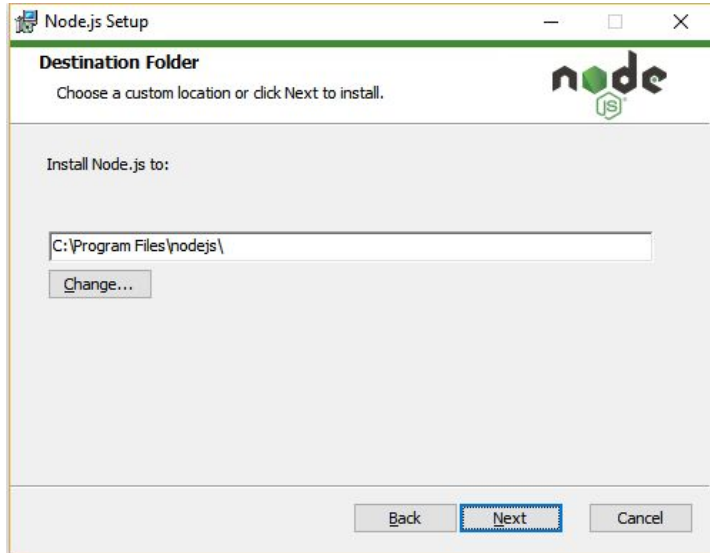 Node.js Setup
Destination Folder
Choose a custom location or click Next to install.
node
JS
Install Node.js to:
C:\Program Files\nodejs\
Change...
Back Next Cancel